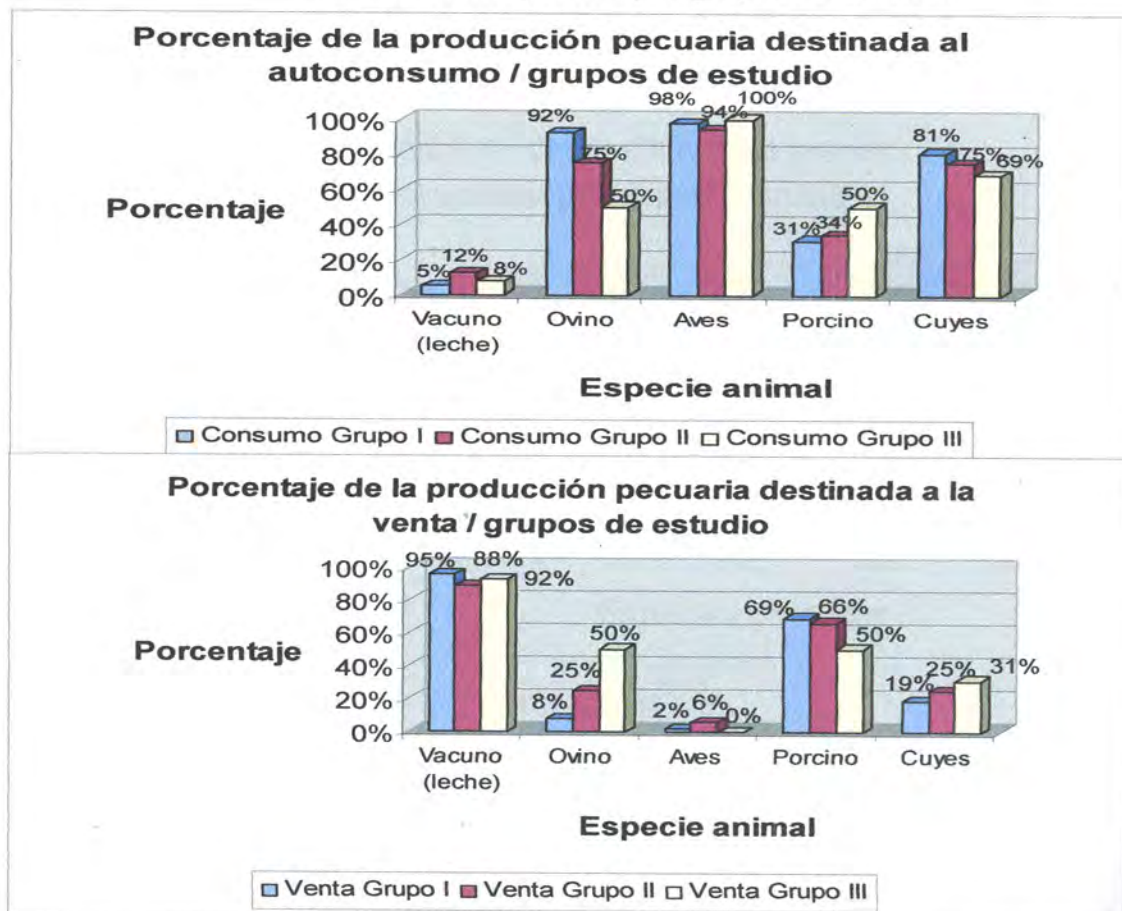 Porcentaje de la producción pecuaria destinada al
autoconsumo / grupos de estudio
Porcentaje
100%
80%
60%
40%
20%
0%
5%
12%
8%
92%
75%
50%
98%
94%
100%
31%
34%
50%
81%
75%
69%
Vacuno
(leche)
Ovino
Aves
Porcino
Cuyes
Especie animal
Consumo Grupo I
Consumo Grupo II
Consumo Grupo III
Porcentaje de la producción pecuaria destinada a la
venta / grupos de estudio
Porcentaje
100%
80%
60%
40%
20%
0%
95%
88%
92%
8%
25%
50%
2%
6%
0%
69%
66%
50%
19%
25%
31%
Vacuno
(leche)
Ovino
Aves
Porcino
Cuyes
Especie animal
Venta Grupo I
Venta Grupo II
Venta Grupo III